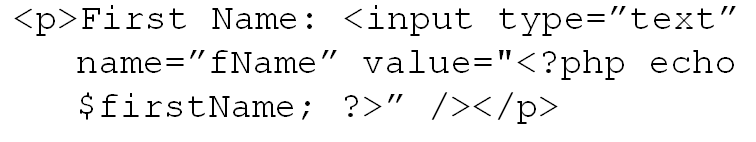 <p>First Name: <input type=”text”
name=”fName” value="<?php echo
$firstName; ?>” /></p>